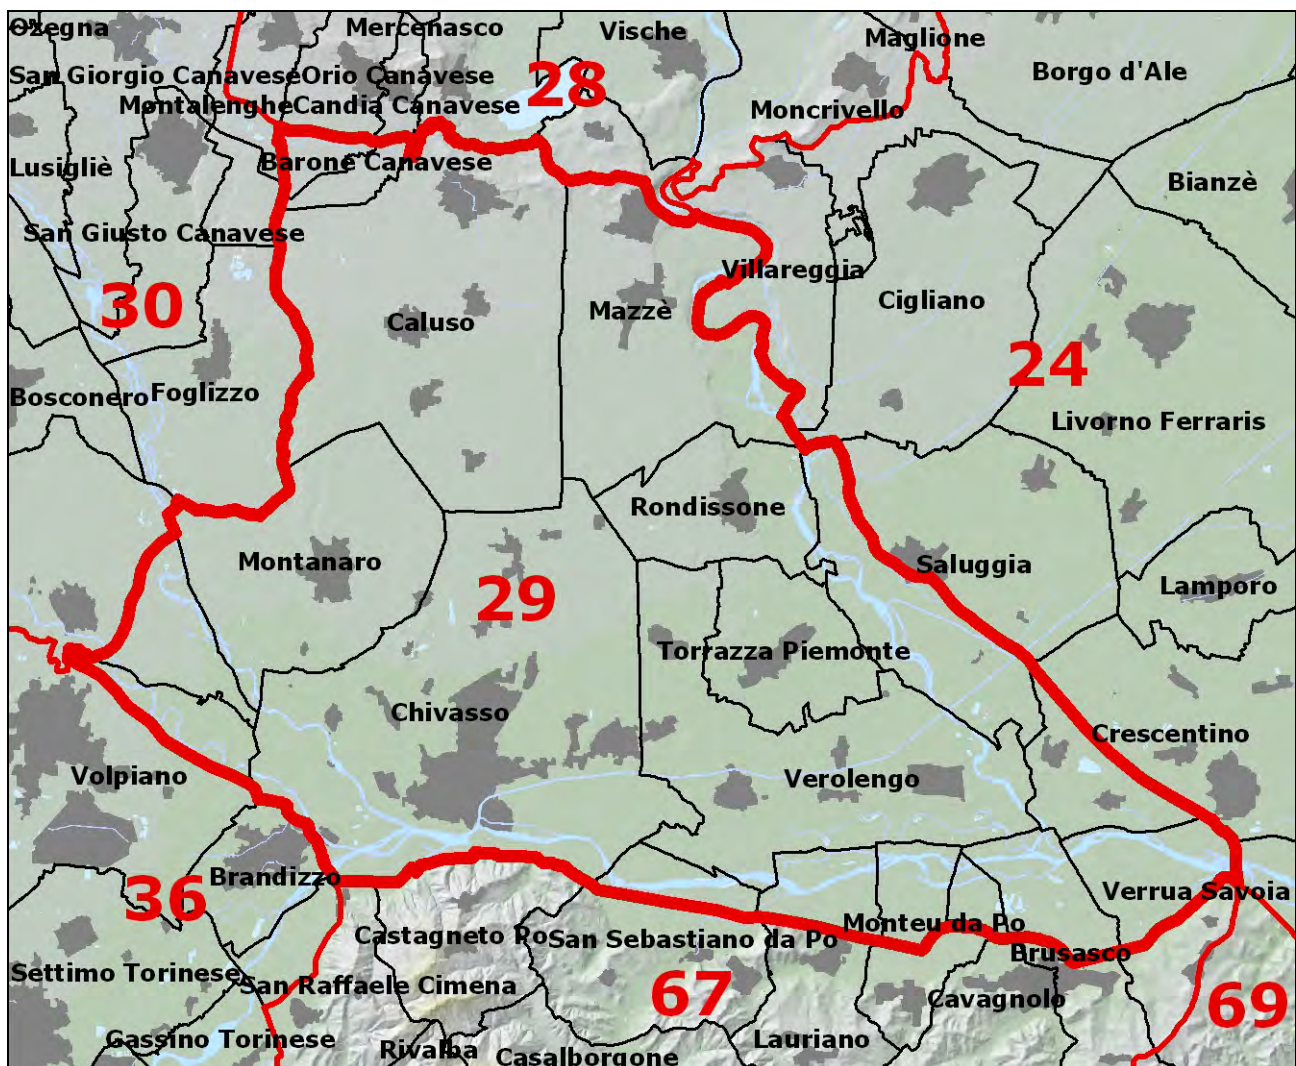 Ozegna
Mercenasco
Vische
Maglione
San Giorgio Canavese
Orio Canavese
28
Borgo d'Ale
Montalenghe
Candia Canavese
Moncrivello
Lusigliè
Barone Canavese
Bianzè
San Giusto Canavese
30
Caluso
Mazzè
Villareggia
Cigliano
24
Bosconero
Foglizzo
Livorno Ferraris
Rondissone
Montanaro
29
Saluggia
Lamporo
Torrazza Piemonte
Chivasso
Crescentino
Volpiano
Verolengo
36
Brandizzo
Verrua Savoia
Castagneto Po
San Sebastiano da Po
Monteu da Po
Brusasco
Settimo Torinese
San Raffaele Cimena
67
Cavagnolo
69
Gassino Torinese
Rivalba
Casalborgone
Lauriano